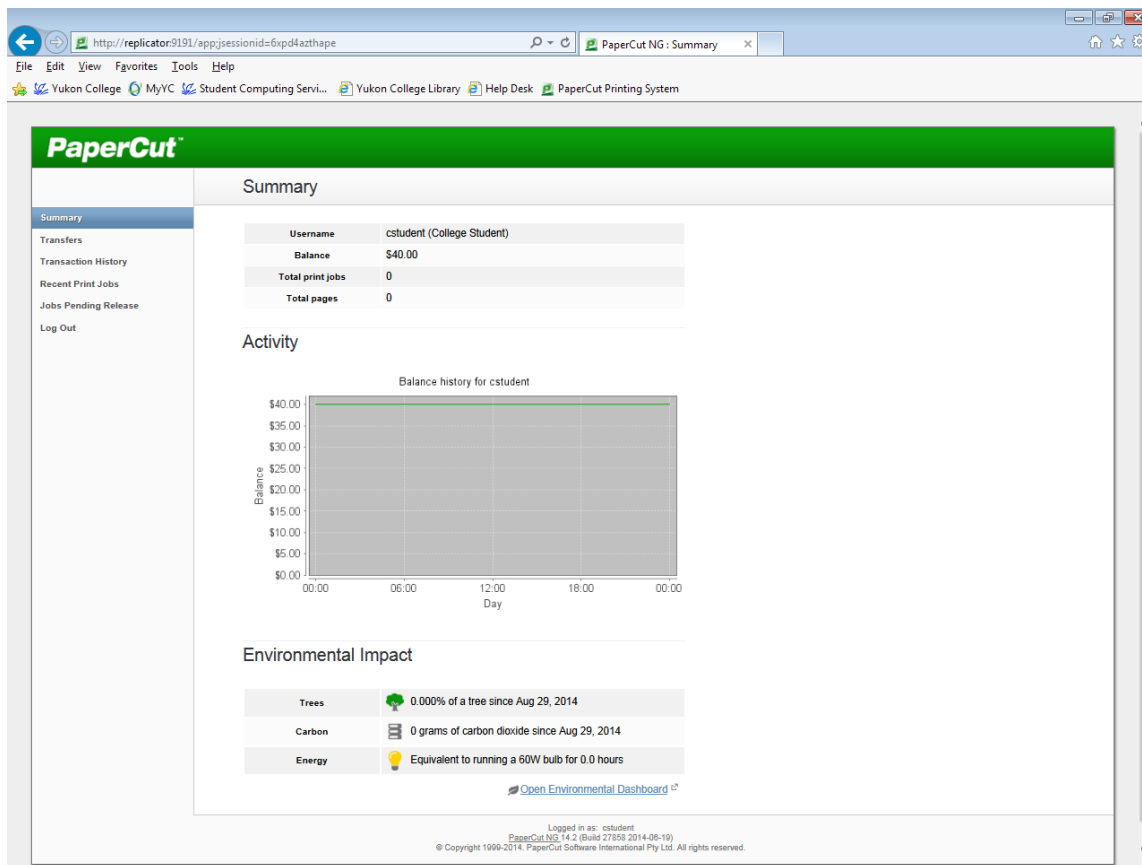 http://replicator:9191/app;jsessionid=6xpd4azthape
PaperCut NG : Summary
File Edit View Favorites Tools Help
Yukon College MyYC Student Computing Servi... Yukon College Library Help Desk PaperCut Printing System
PaperCut™
Summary
Summary
Transfers
Transaction History
Recent Print Jobs
Jobs Pending Release
Log Out
Username cstudent (College Student)
Balance $40.00
Total print jobs 0
Total pages 0
Activity
Balance history for cstudent
$40.00
$35.00
$30.00
$25.00
$20.00
$15.00
$10.00
$5.00
$0.00
Balance
00:00 06:00 12:00 18:00 00:00
Day
Environmental Impact
Trees 0.000% of a tree since Aug 29, 2014
Carbon 0 grams of carbon dioxide since Aug 29, 2014
Energy Equivalent to running a 60W bulb for 0.0 hours
Open Environmental Dashboard
Logged in as: cstudent
PaperCut NG 14.2 (Build 27858 2014-06-19)
© Copyright 1999-2014. PaperCut Software International Pty Ltd. All rights reserved.